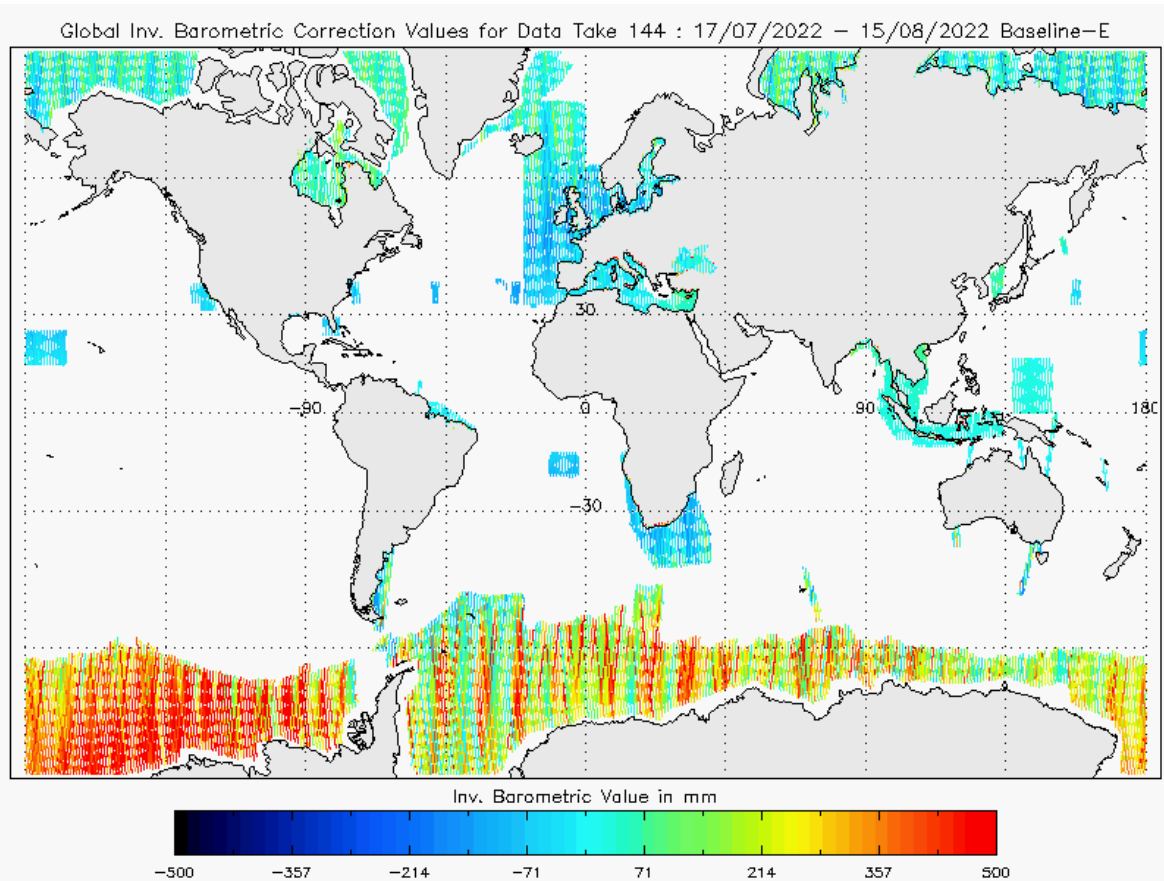 Global Inv. Barometric Correction Values for Data Take 144 : 17/07/2022 – 15/08/2022 Baseline–E
30
–90 0 90 180
–30
Inv. Barometric Value in mm
–500 –357 –214 –71 71 214 357 500